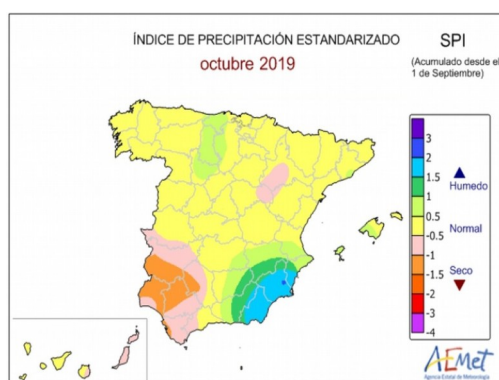 ÍNDICE DE PRECIPITACIÓN ESTANDARIZADO
octubre 2019
SPI
(Acumulado desde el
1 de Septiembre)
3
2
1.5
1
0.5
-0.5
-1
-1.5
-2
-3
-4
Humedo
Normal
Seco
AEMet
Agencia Estatal de Meteorología